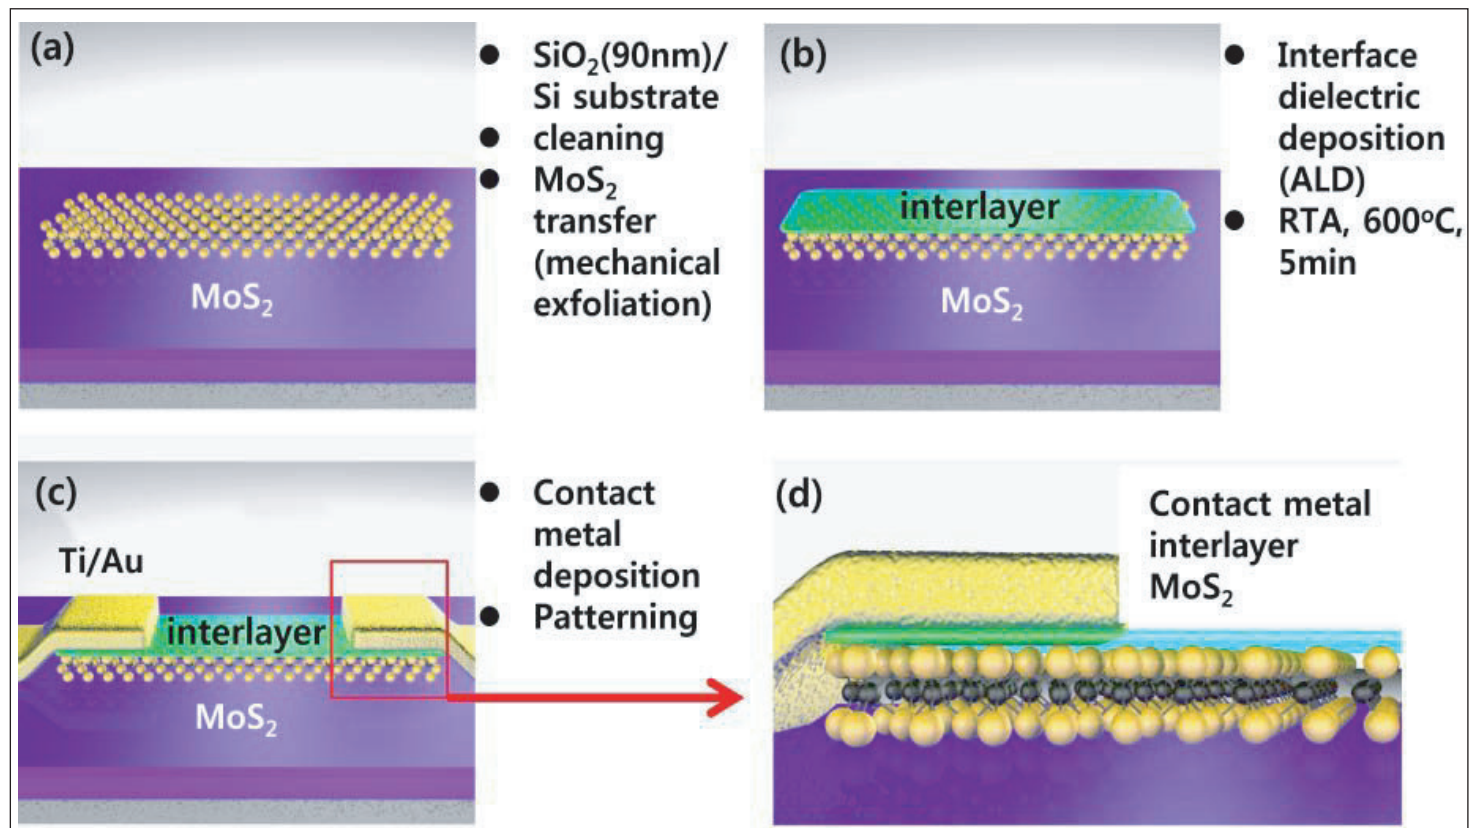 (a)
● SiO₂(90nm)/
Si substrate
● cleaning
● MoS₂
transfer
(mechanical
exfoliation)
MoS₂
(b)
● Interface
dielectric
deposition
(ALD)
● RTA, 600ºC,
5min
interlayer
MoS₂
(c)
● Contact
metal
deposition
● Patterning
Ti/Au
interlayer
MoS₂
(d)
Contact metal
interlayer
MoS₂